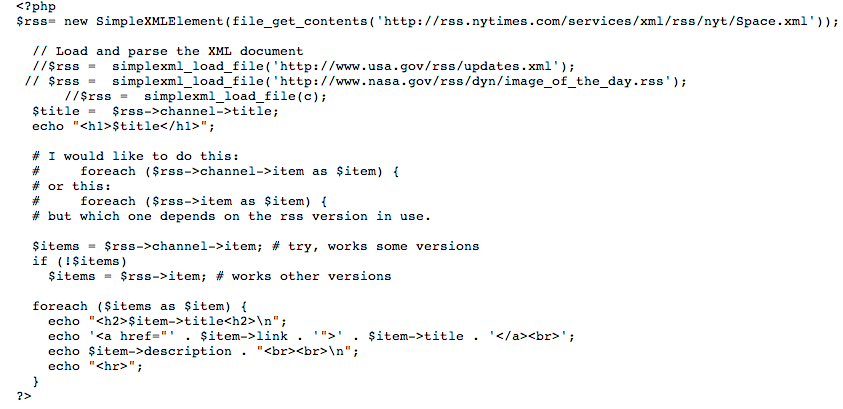 <?php
$rss= new SimpleXMLElement(file_get_contents('http://rss.nytimes.com/services/xml/rss/nyt/Space.xml'));

  // Load and parse the XML document
  //$rss =  simplexml_load_file('http://www.usa.gov/rss/updates.xml');
 // $rss =  simplexml_load_file('http://www.nasa.gov/rss/dyn/image_of_the_day.rss');
      //$rss =  simplexml_load_file(c);
  $title =  $rss->channel->title;
  echo "<h1>$title</h1>";

  # I would like to do this:
  #     foreach ($rss->channel->item as $item) {
  # or this:
  #     foreach ($rss->item as $item) {
  # but which one depends on the rss version in use.

  $items = $rss->channel->item; # try, works some versions
  if (!$items)
    $items = $rss->item; # works other versions

  foreach ($items as $item) {
    echo "<h2>$item->title<h2>\n";
    echo '<a href="' . $item->link . '">' . $item->title . '</a><br>';
    echo $item->description . "<br><br>\n";
    echo "<hr>";
  }
?>